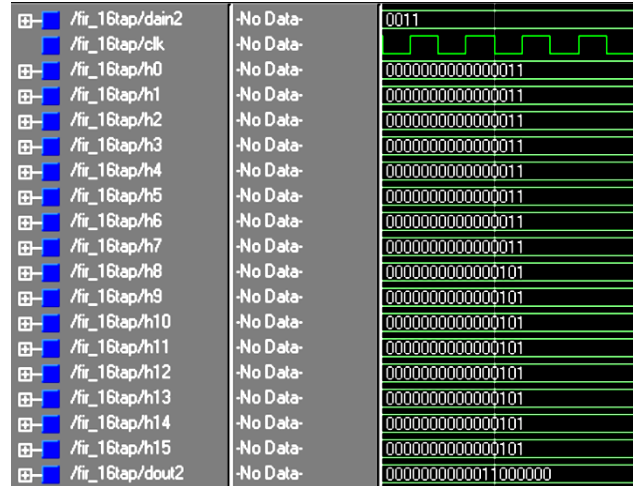 /fir_16tap/dain2 -No Data- 0011
/fir_16tap/clk -No Data-
/fir_16tap/h0 -No Data- 0000000000000011
/fir_16tap/h1 -No Data- 0000000000000011
/fir_16tap/h2 -No Data- 0000000000000011
/fir_16tap/h3 -No Data- 0000000000000011
/fir_16tap/h4 -No Data- 0000000000000011
/fir_16tap/h5 -No Data- 0000000000000011
/fir_16tap/h6 -No Data- 0000000000000011
/fir_16tap/h7 -No Data- 0000000000000011
/fir_16tap/h8 -No Data- 0000000000000101
/fir_16tap/h9 -No Data- 0000000000000101
/fir_16tap/h10 -No Data- 0000000000000101
/fir_16tap/h11 -No Data- 0000000000000101
/fir_16tap/h12 -No Data- 0000000000000101
/fir_16tap/h13 -No Data- 0000000000000101
/fir_16tap/h14 -No Data- 0000000000000101
/fir_16tap/h15 -No Data- 0000000000000101
/fir_16tap/dout2 -No Data- 00000000000011000000